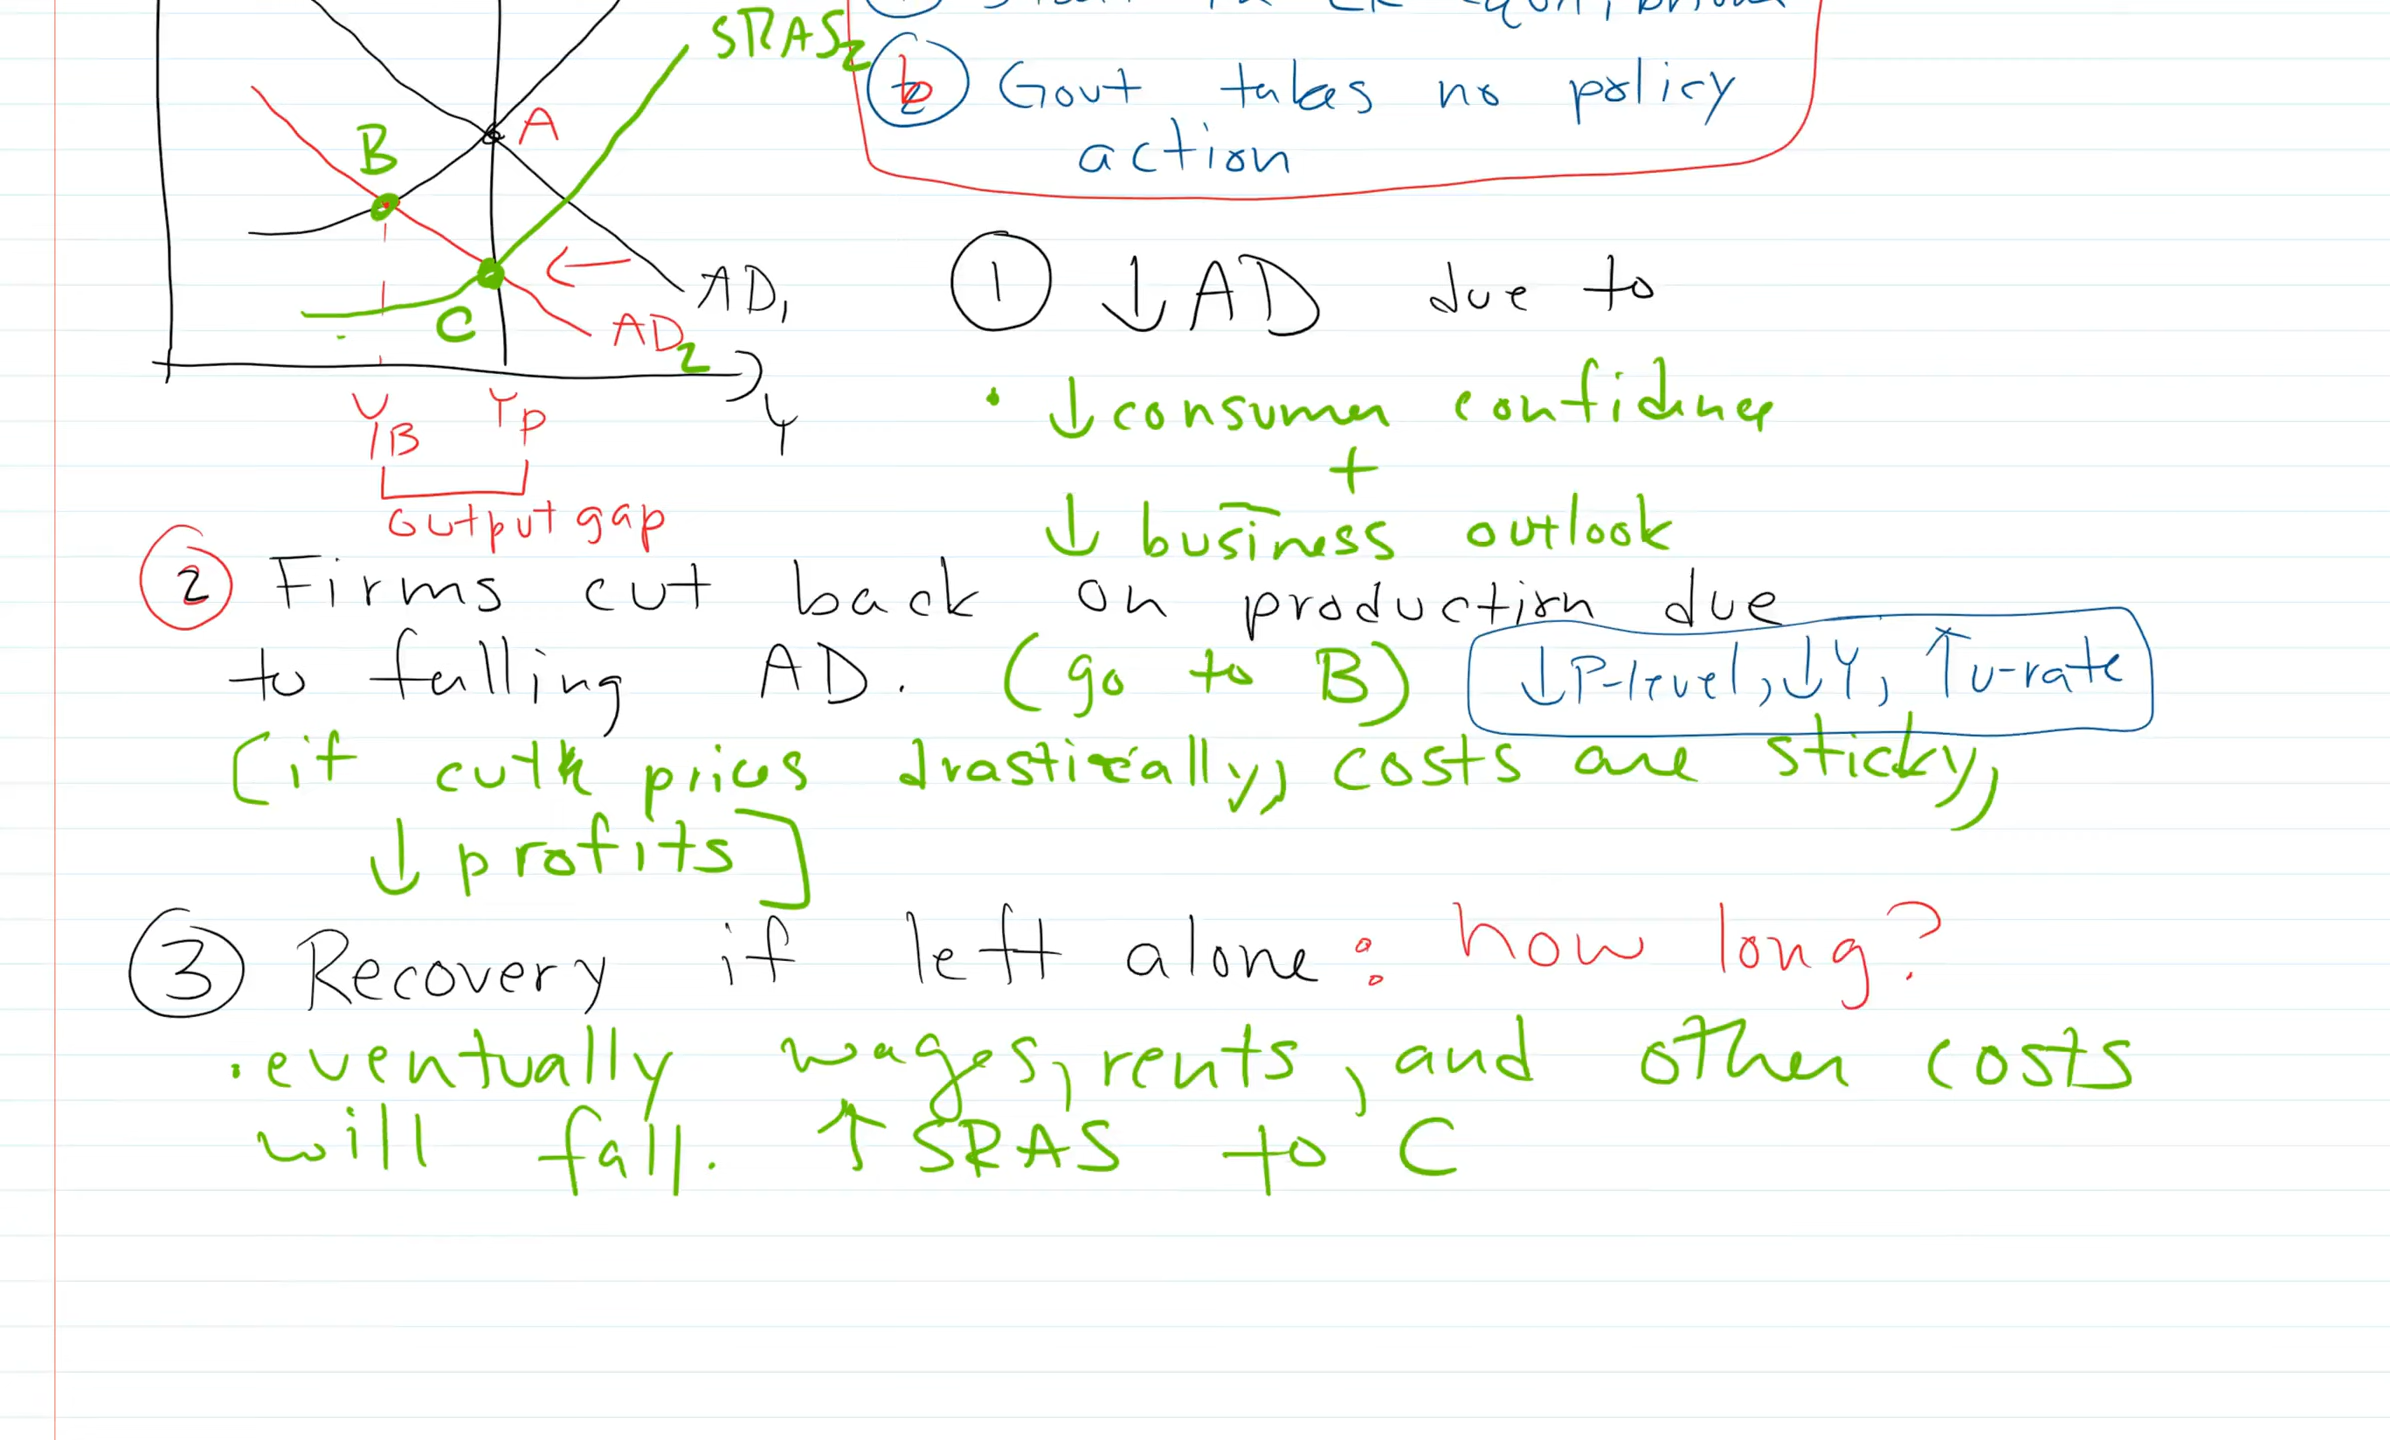 SRAS2
b Govt takes no policy
action
A
B
C
AD1
AD2
YB YP Y
output gap
1 ↓AD due to
• ↓ consumer confidence
+
↓ business outlook
2 Firms cut back on production due
to falling AD. (go to B) ↓P-level, ↓Y, ↑u-rate
[if cut prices drastically, costs are sticky,
↓ profits]
3 Recovery if left alone: how long?
• eventually wages, rents, and other costs
will fall. ↑ SRAS to C